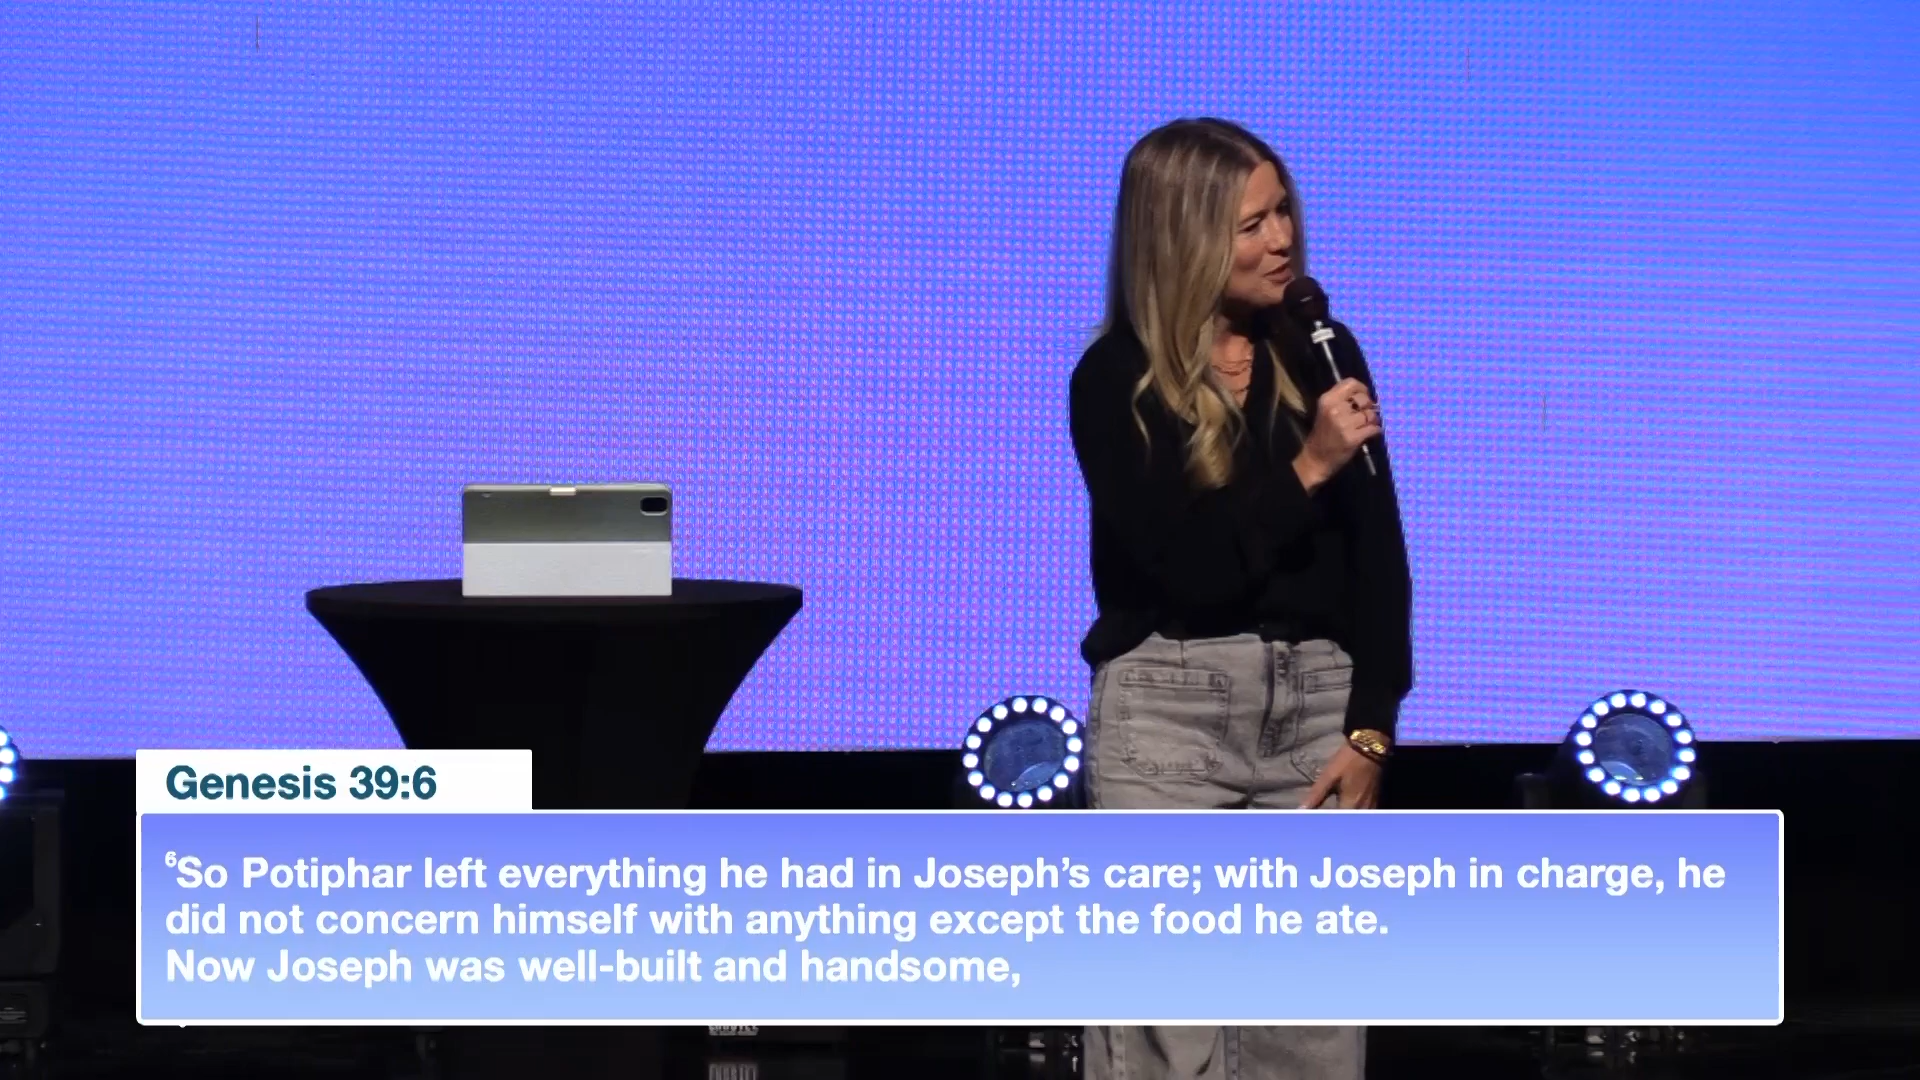 Genesis 39:6
⁶So Potiphar left everything he had in Joseph’s care; with Joseph in charge, he
did not concern himself with anything except the food he ate.
Now Joseph was well-built and handsome,